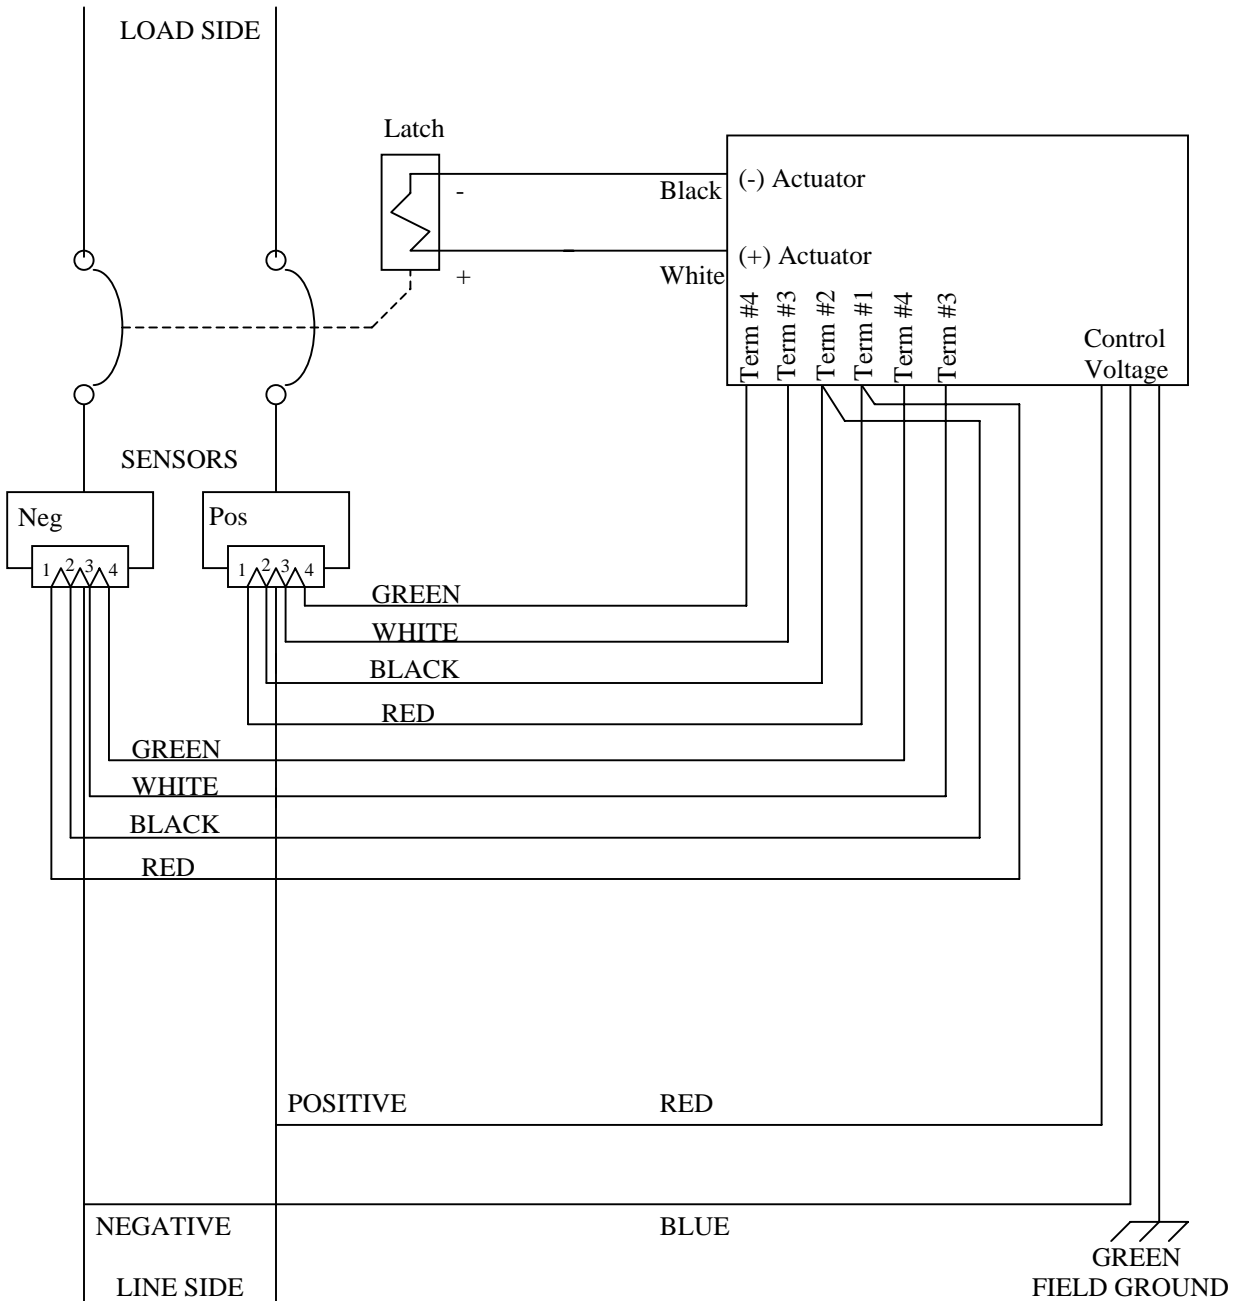 LOAD SIDE
Latch
-
+
Black
White
(-) Actuator
(+) Actuator
Term #4
Term #3
Term #2
Term #1
Term #4
Term #3
Control
Voltage
SENSORS
Neg
Pos
1 2 3 4
1 2 3 4
GREEN
WHITE
BLACK
RED
GREEN
WHITE
BLACK
RED
POSITIVE
RED
NEGATIVE
BLUE
GREEN
FIELD GROUND
LINE SIDE